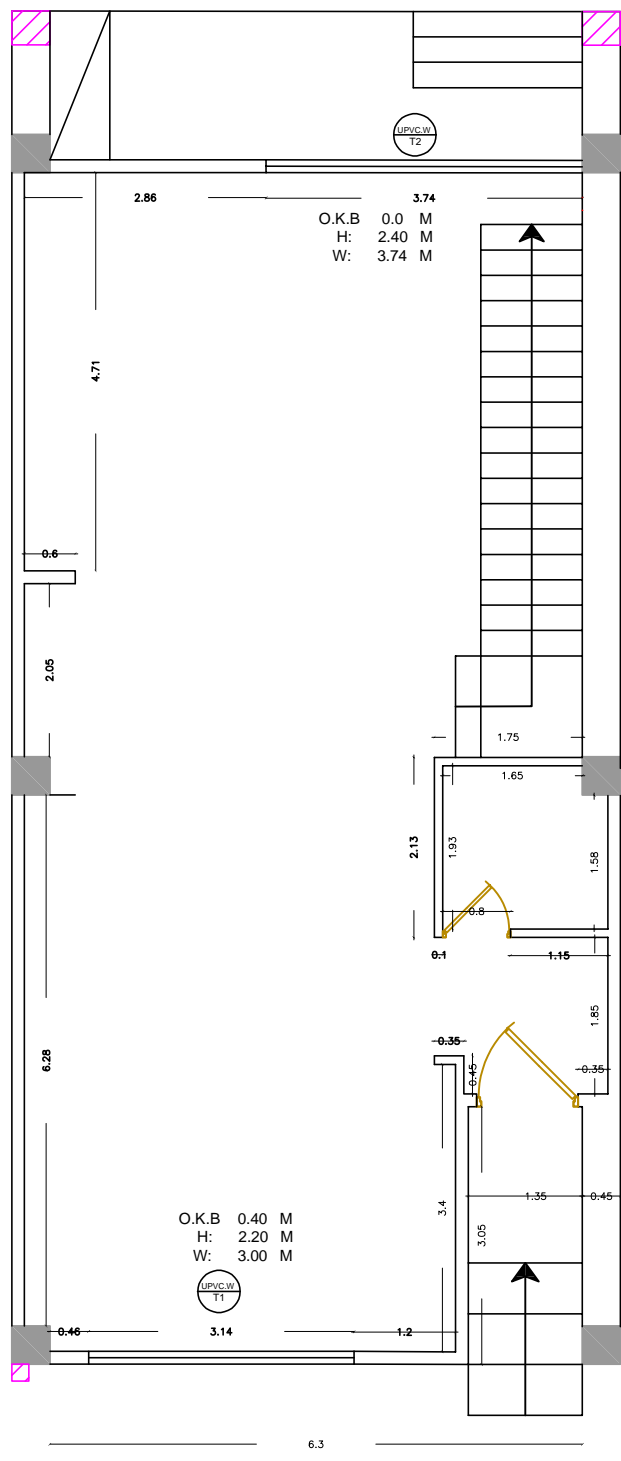 UPVC.W
T2
2.86
3.74
O.K.B 0.0 M
H: 2.40 M
W: 3.74 M
4.71
0.6
2.05
1.75
1.65
2.13
1.93
1.58
0.8
0.1
1.15
1.85
0.35
0.45
0.35
6.28
3.4
1.35
0.45
3.05
O.K.B 0.40 M
H: 2.20 M
W: 3.00 M
UPVC.W
T1
0.46
3.14
1.2
6.3